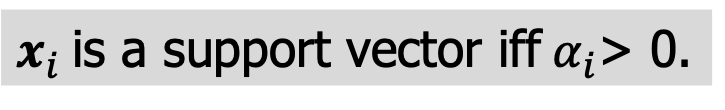 𝒙ᵢ is a support vector iff 𝛼ᵢ> 0.